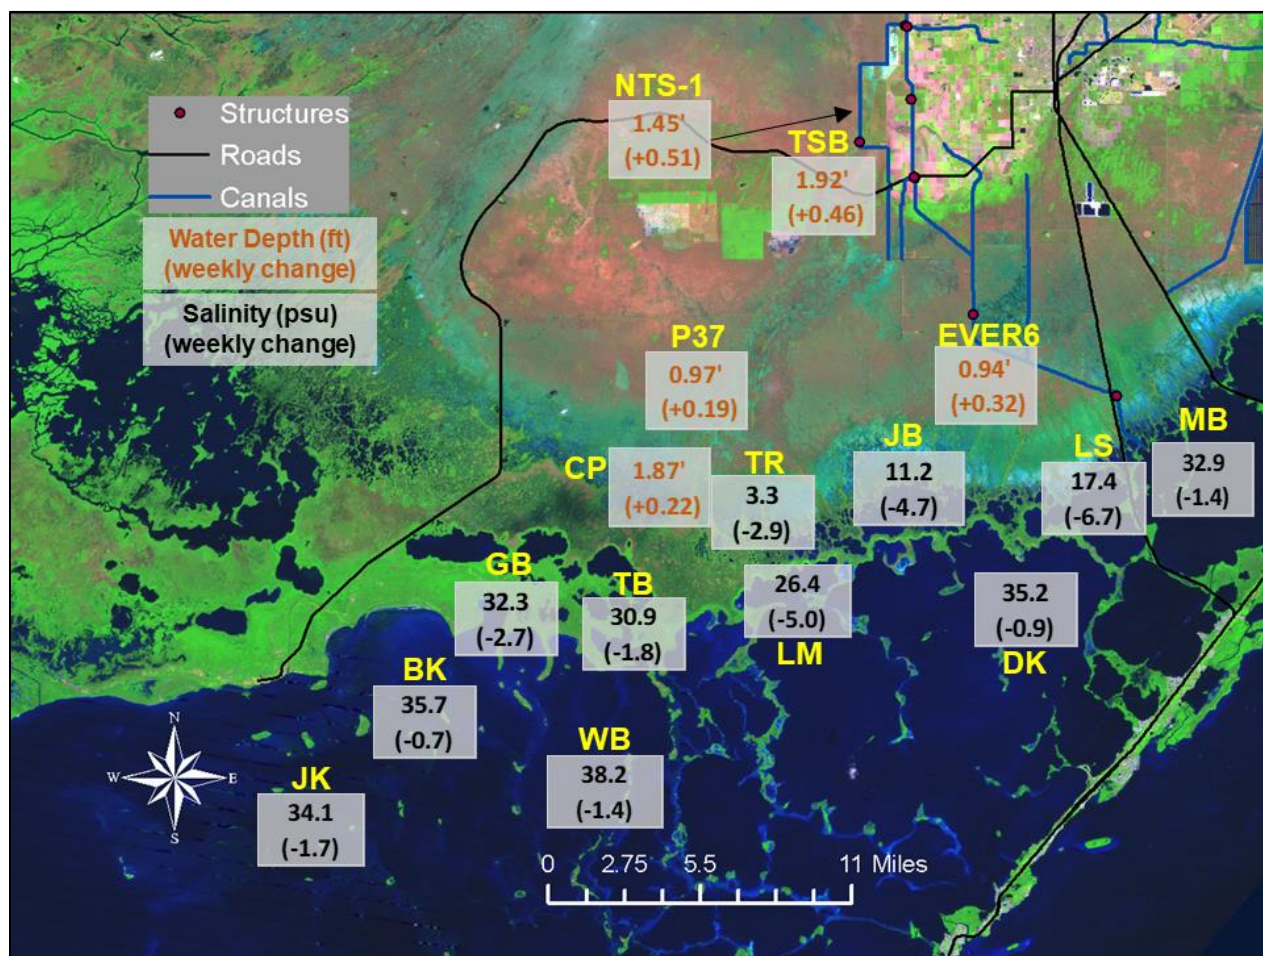 NTS-1
1.45'
(+0.51)
Structures
Roads
Canals
Water Depth (ft)
(weekly change)
Salinity (psu)
(weekly change)
TSB
1.92'
(+0.46)
P37
0.97'
(+0.19)
EVER6
0.94'
(+0.32)
CP
1.87'
(+0.22)
TR
3.3
(-2.9)
JB
11.2
(-4.7)
LS
17.4
(-6.7)
MB
32.9
(-1.4)
GB
32.3
(-2.7)
TB
30.9
(-1.8)
26.4
(-5.0)
LM
35.2
(-0.9)
DK
BK
35.7
(-0.7)
WB
38.2
(-1.4)
JK
34.1
(-1.7)
N
W E
S
0 2.75 5.5 11 Miles